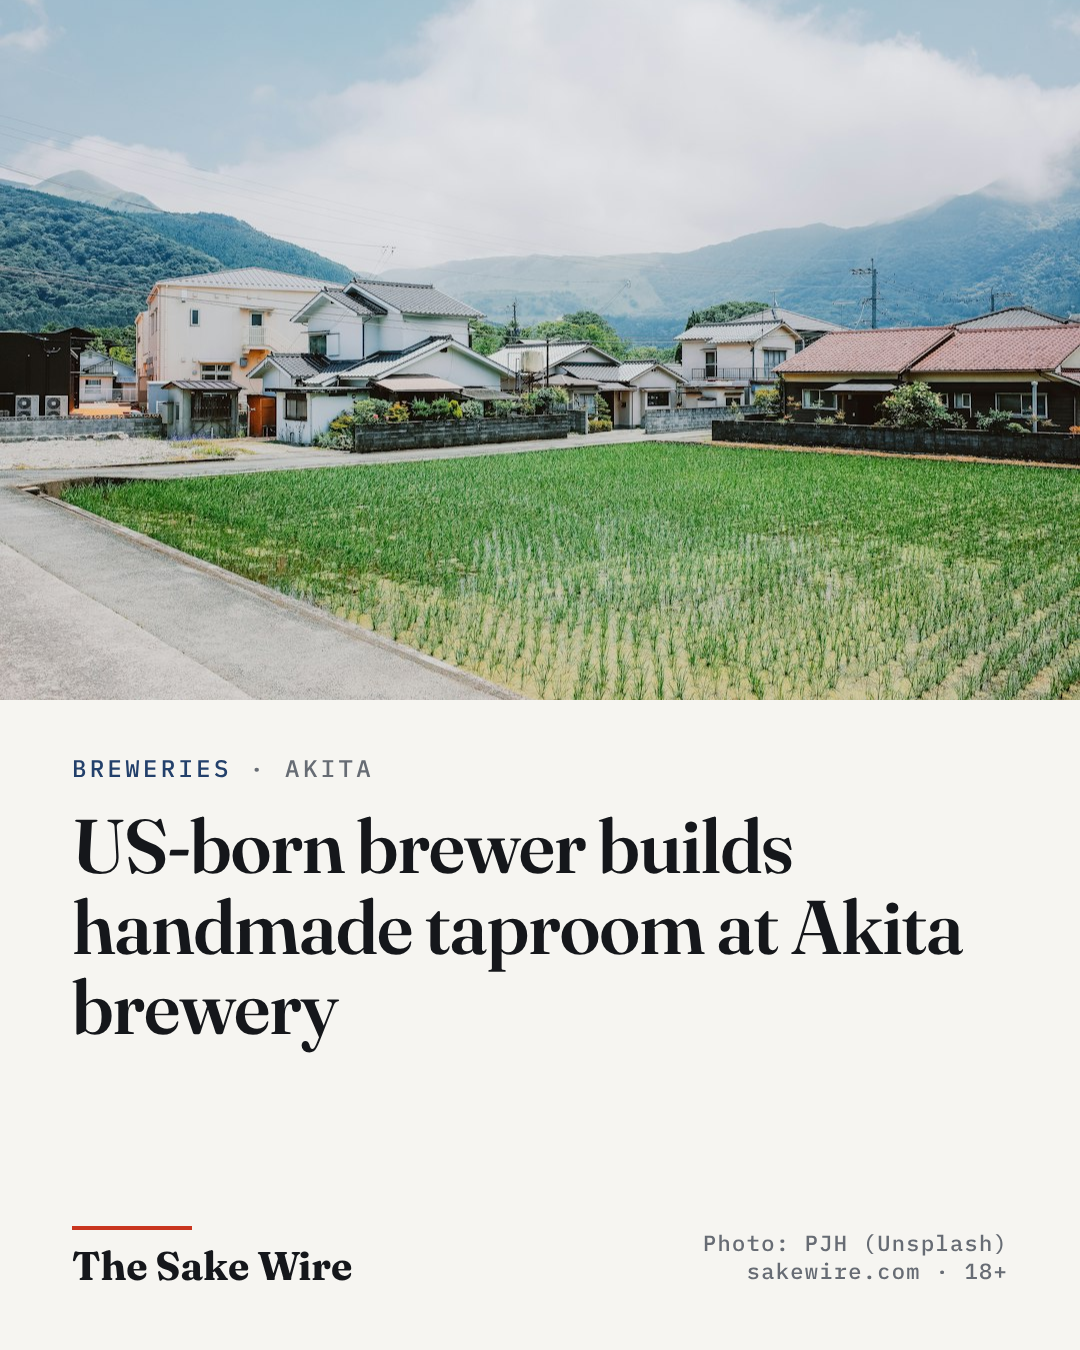 BREWERIES · AKITA
US-born brewer builds
handmade taproom at Akita
brewery
The Sake Wire
Photo: PJH (Unsplash)
sakewire.com · 18+